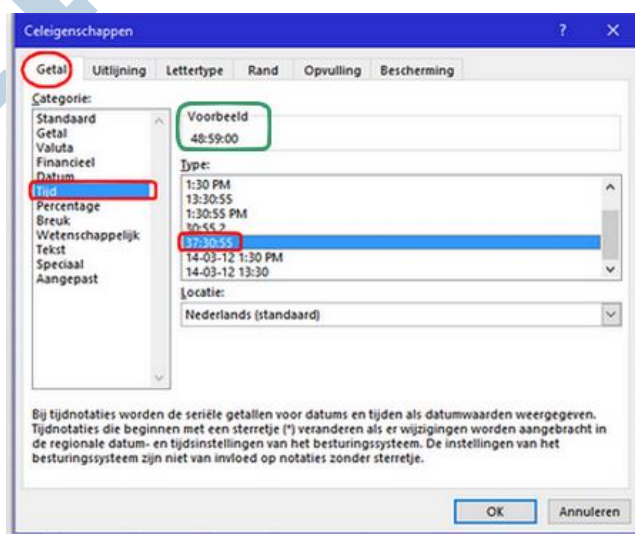 Celeigenschappen ? ×
Getal Uitlijning Lettertype Rand Opvulling Bescherming
Categorie:
Standaard
Getal
Valuta
Financieel
Datum
Tijd
Percentage
Breuk
Wetenschappelijk
Tekst
Speciaal
Aangepast
Voorbeeld
48:59:00
Type:
1:30 PM
13:30:55
1:30:55 PM
30:55,2
37:30:55
14-03-12 1:30 PM
14-03-12 13:30
Locatie:
Nederlands (standaard)
Bij tijdnotaties worden de seriële getallen voor datums en tijden als datumwaarden weergegeven.
Tijdnotaties die beginnen met een sterretje (*) veranderen als er wijzigingen worden aangebracht in
de regionale datum- en tijdsinstellingen van het besturingssysteem. De instellingen van het
besturingssysteem zijn niet van invloed op notaties zonder sterretje.
OK Annuleren